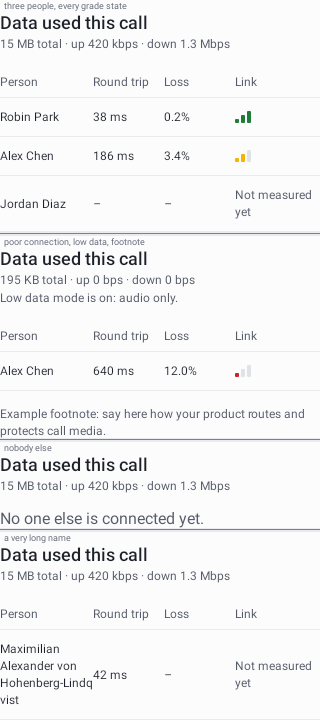 three people, every grade state
Data used this call
15 MB total · up 420 kbps · down 1.3 Mbps
Person Round trip Loss Link
Robin Park 38 ms 0.2%
Alex Chen 186 ms 3.4%
Jordan Diaz – – Not measured yet
poor connection, low data, footnote
Data used this call
195 KB total · up 0 bps · down 0 bps
Low data mode is on: audio only.
Person Round trip Loss Link
Alex Chen 640 ms 12.0%
Example footnote: say here how your product routes and
protects call media.
nobody else
Data used this call
15 MB total · up 420 kbps · down 1.3 Mbps
No one else is connected yet.
a very long name
Data used this call
15 MB total · up 420 kbps · down 1.3 Mbps
Person Round trip Loss Link
Maximilian
Alexander von
Hohenberg-Lindq
vist
42 ms – Not measured
yet